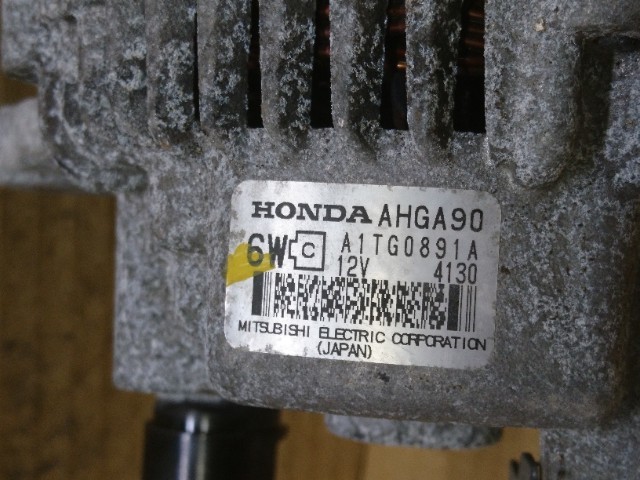 HONDA AHGA90
6W C A1TG0891A
12V 4130
MITSUBISHI ELECTRIC CORPORATION
(JAPAN)